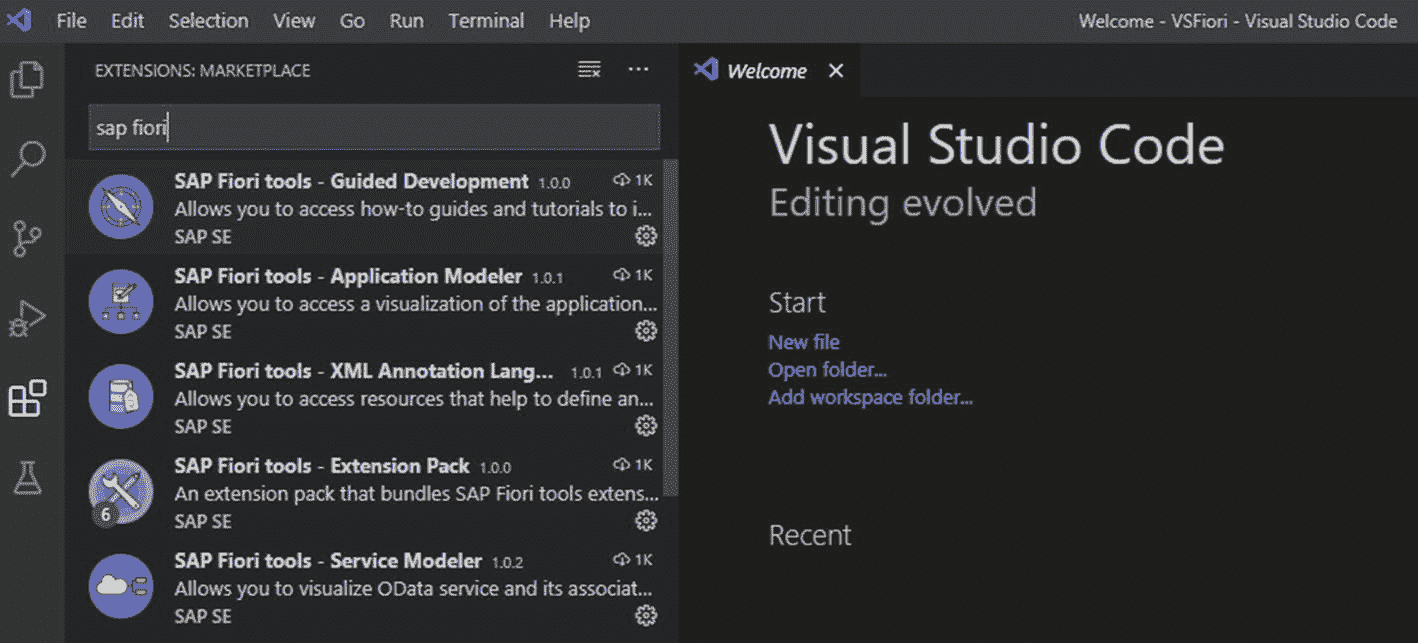 File Edit Selection View Go Run Terminal Help
Welcome - VSFiori - Visual Studio Code
EXTENSIONS: MARKETPLACE
sap fiori
SAP Fiori tools - Guided Development 1.0.0 1K
Allows you to access how-to guides and tutorials to i...
SAP SE
SAP Fiori tools - Application Modeler 1.0.1 1K
Allows you to access a visualization of the application...
SAP SE
SAP Fiori tools - XML Annotation Lang... 1.0.1 1K
Allows you to access resources that help to define an...
SAP SE
SAP Fiori tools - Extension Pack 1.0.0 1K
An extension pack that bundles SAP Fiori tools extens...
6
SAP SE
SAP Fiori tools - Service Modeler 1.0.2 1K
Allows you to visualize OData service and its associat...
SAP SE
Welcome
Visual Studio Code
Editing evolved
Start
New file
Open folder...
Add workspace folder...
Recent